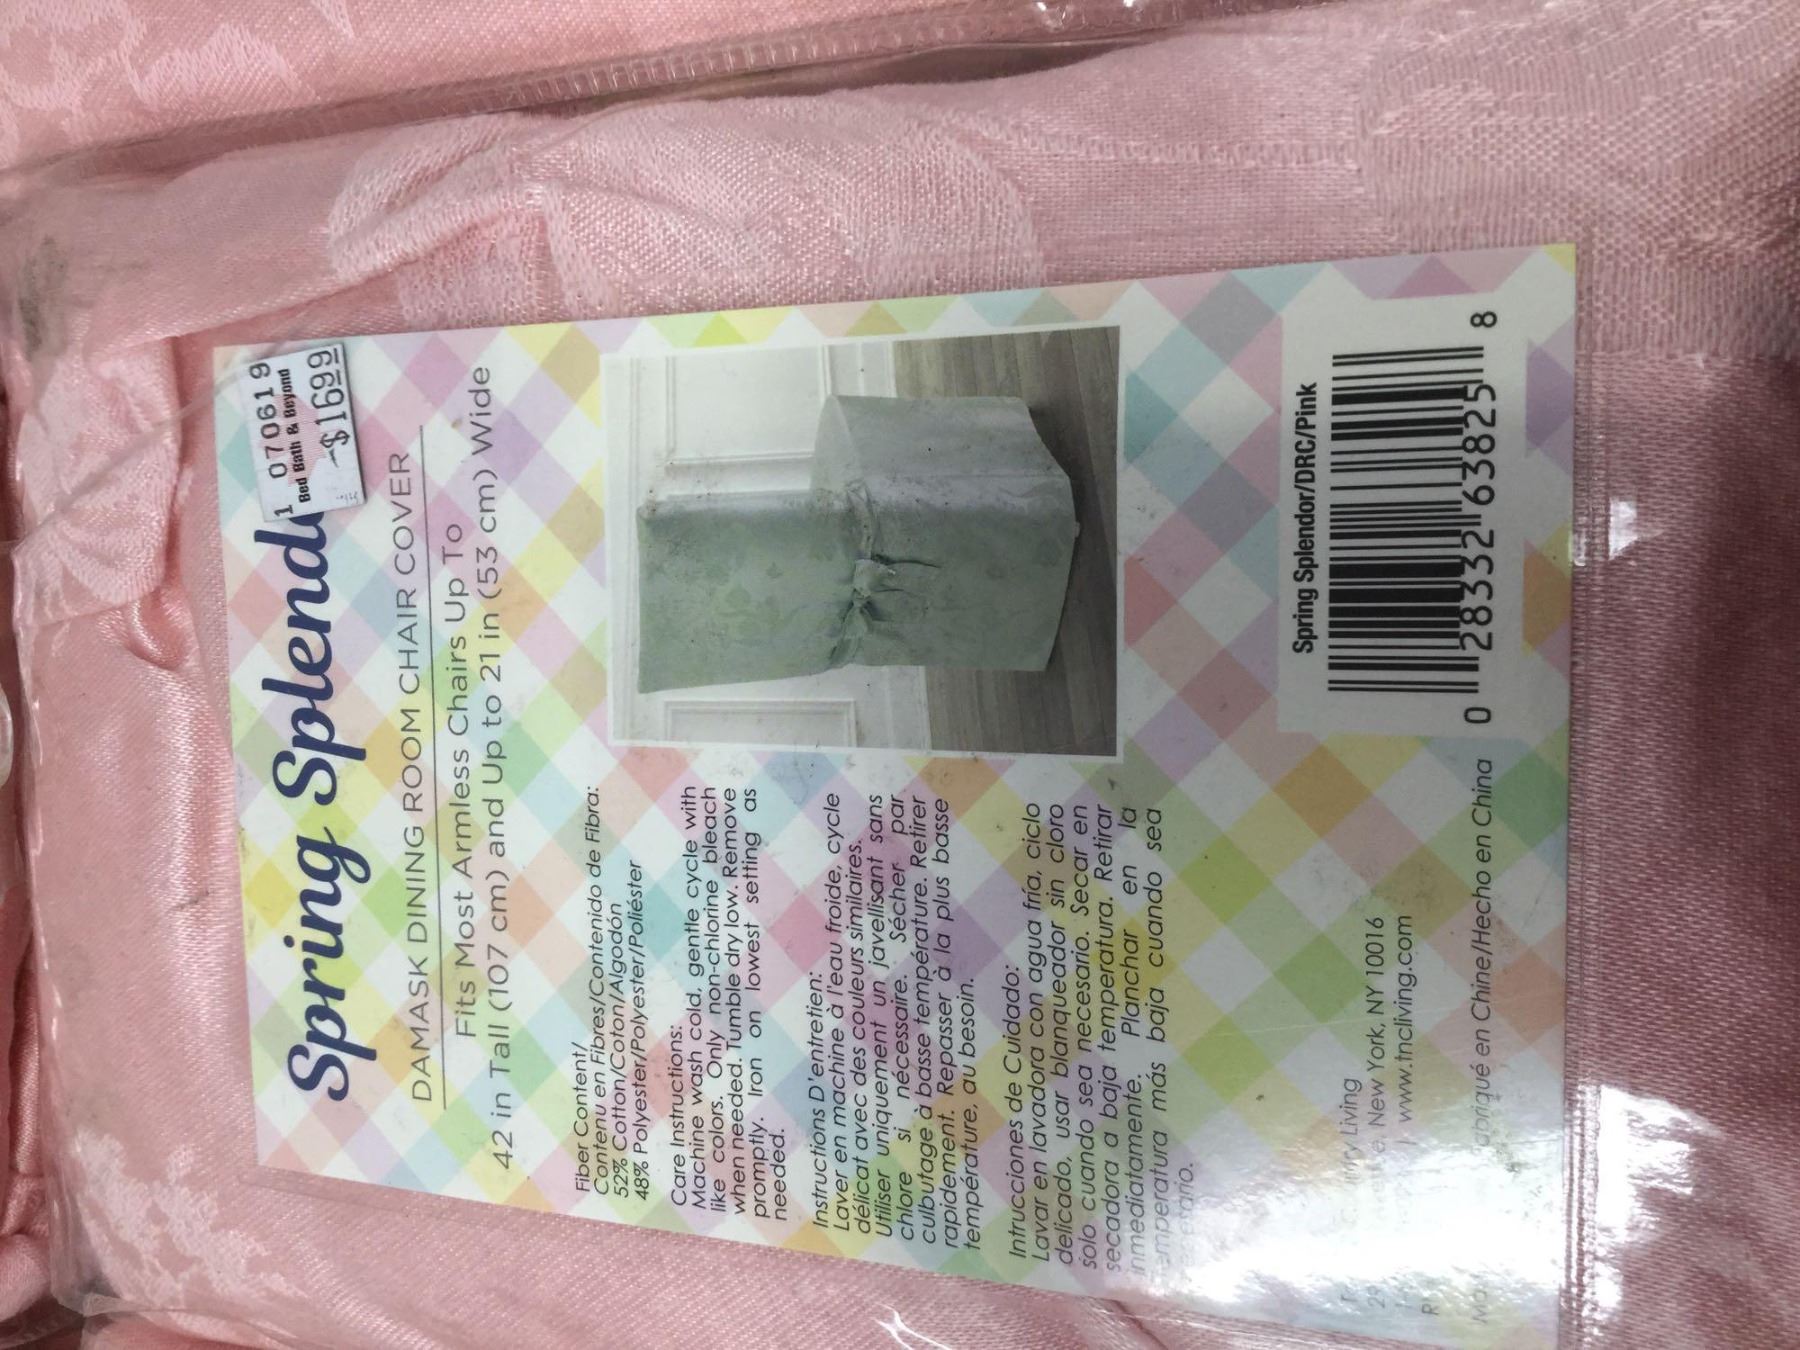 1 070619
Bed Bath & Beyond
$16.99
Spring
DAMASK DINING ROOM CHAIR COVER
Fits Most Armless Chairs Up To
42 in Tall (107 cm) and Up to 21 in (53 cm) Wide
Fiber Content/
Contenu en Fibres/Contenido de Fibra:
52% Cotton/Coton/Algodón
48% Polyester/Polyester/Poliéster
Care Instructions:
Machine wash cold, gentle cycle with
like colors. Only non-chlorine bleach
when needed. Tumble dry low. Remove
promptly. Iron on lowest setting as
needed.
Instructions D'entretien:
Laver en machine à l'eau froide, cycle
délicat avec des couleurs similaires.
Utiliser uniquement un javellisant sans
chlore si nécessaire. Sécher par
culbutage à basse température. Retirer
rapidement. Repasser à la plus basse
température, au besoin.
Intrucciones de Cuidado:
Lavar en lavadora con agua fría, ciclo
delicado, usar blanqueador sin cloro
solo cuando sea necesario. Secar en
secadora a baja temperatura. Retirar
inmediatamente. Planchar en la
temperatura más baja cuando sea
Living
New York, NY 10016
www.tncliving.com
en Chine/Hecho en China
Spring Splendor/DRC/Pink
0 28332 63825 8